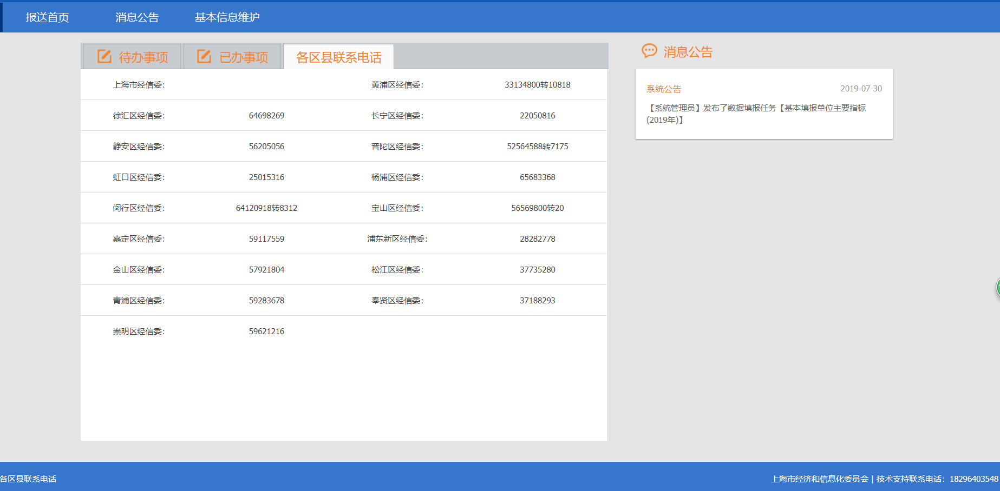 报送首页 消息公告 基本信息维护
待办事项 已办事项 各区县联系电话
上海市经信委： 黄浦区经信委： 33134800转10818
徐汇区经信委： 64698269 长宁区经信委： 22050816
静安区经信委： 56205056 普陀区经信委： 52564588转7175
虹口区经信委： 25015316 杨浦区经信委： 65683368
闵行区经信委： 64120918转8312 宝山区经信委： 56569800转20
嘉定区经信委： 59117559 浦东新区经信委： 28282778
金山区经信委： 57921804 松江区经信委： 37735280
青浦区经信委： 59283678 奉贤区经信委： 37188293
崇明区经信委： 59621216
消息公告
系统公告 2019-07-30
【系统管理员】发布了数据填报任务【基本填报单位主要指标
(2019年)】
各区县联系电话 上海市经济和信息化委员会 | 技术支持联系电话：18296403548